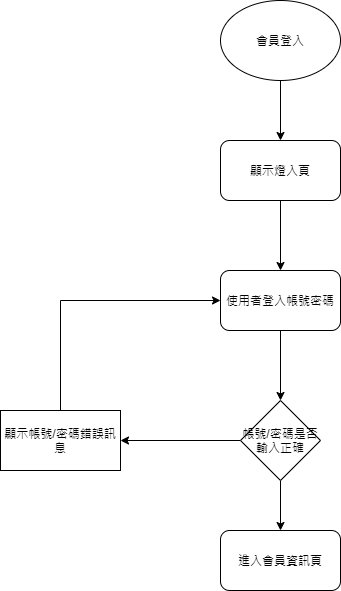 會員登入
顯示燈入頁
使用者登入帳號密碼
帳號/密碼是否
輸入正確
顯示帳號/密碼錯誤訊
息
進入會員資訊頁